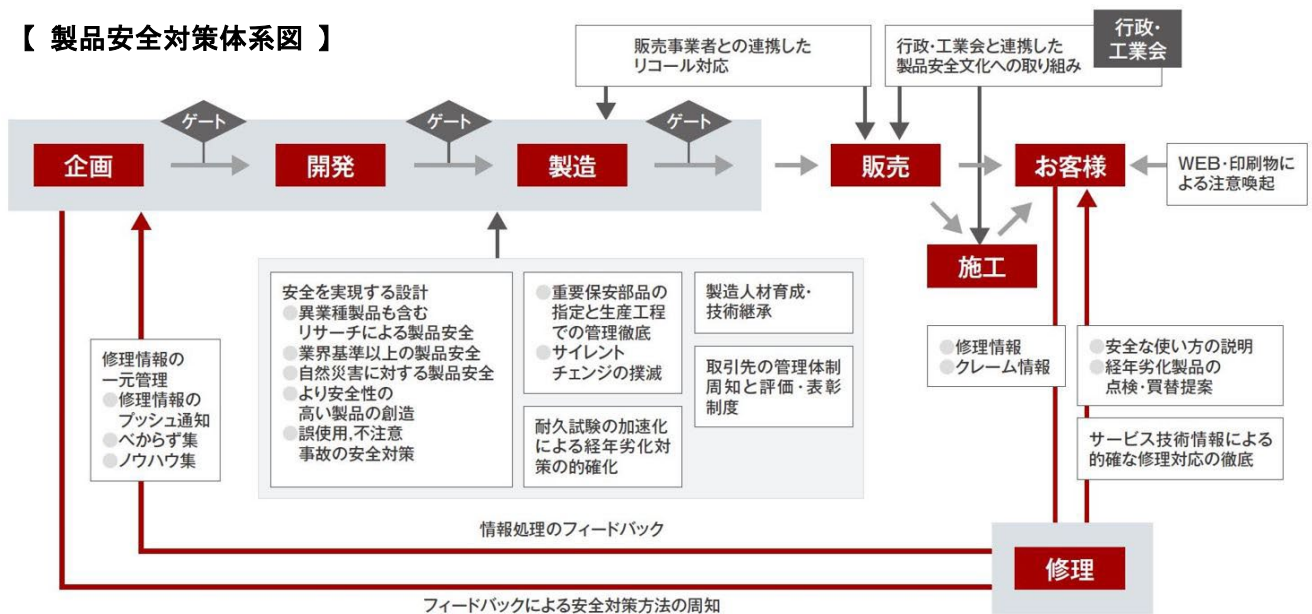 【 製品安全対策体系図 】
販売事業者との連携した
リコール対応
行政・工業会と連携した
製品安全文化への取り組み
行政・
工業会
ゲート
ゲート
ゲート
企画
開発
製造
販売
お客様
WEB・印刷物に
よる注意喚起
施工
安全を実現する設計
●異業種製品も含む
リサーチによる製品安全
●業界基準以上の製品安全
●自然災害に対する製品安全
●より安全性の
高い製品の創造
●誤使用,不注意
事故の安全対策
●重要保安部品の
指定と生産工程
での管理徹底
●サイレント
チェンジの撲滅
耐久試験の加速化
による経年劣化対
策の的確化
製造人材育成・
技術継承
取引先の管理体制
周知と評価・表彰
制度
修理情報の
一元管理
●修理情報の
プッシュ通知
●べからず集
●ノウハウ集
●修理情報
●クレーム情報
●安全な使い方の説明
●経年劣化製品の
点検・買替提案
サービス技術情報による
的確な修理対応の徹底
情報処理のフィードバック
修理
フィードバックによる安全対策方法の周知